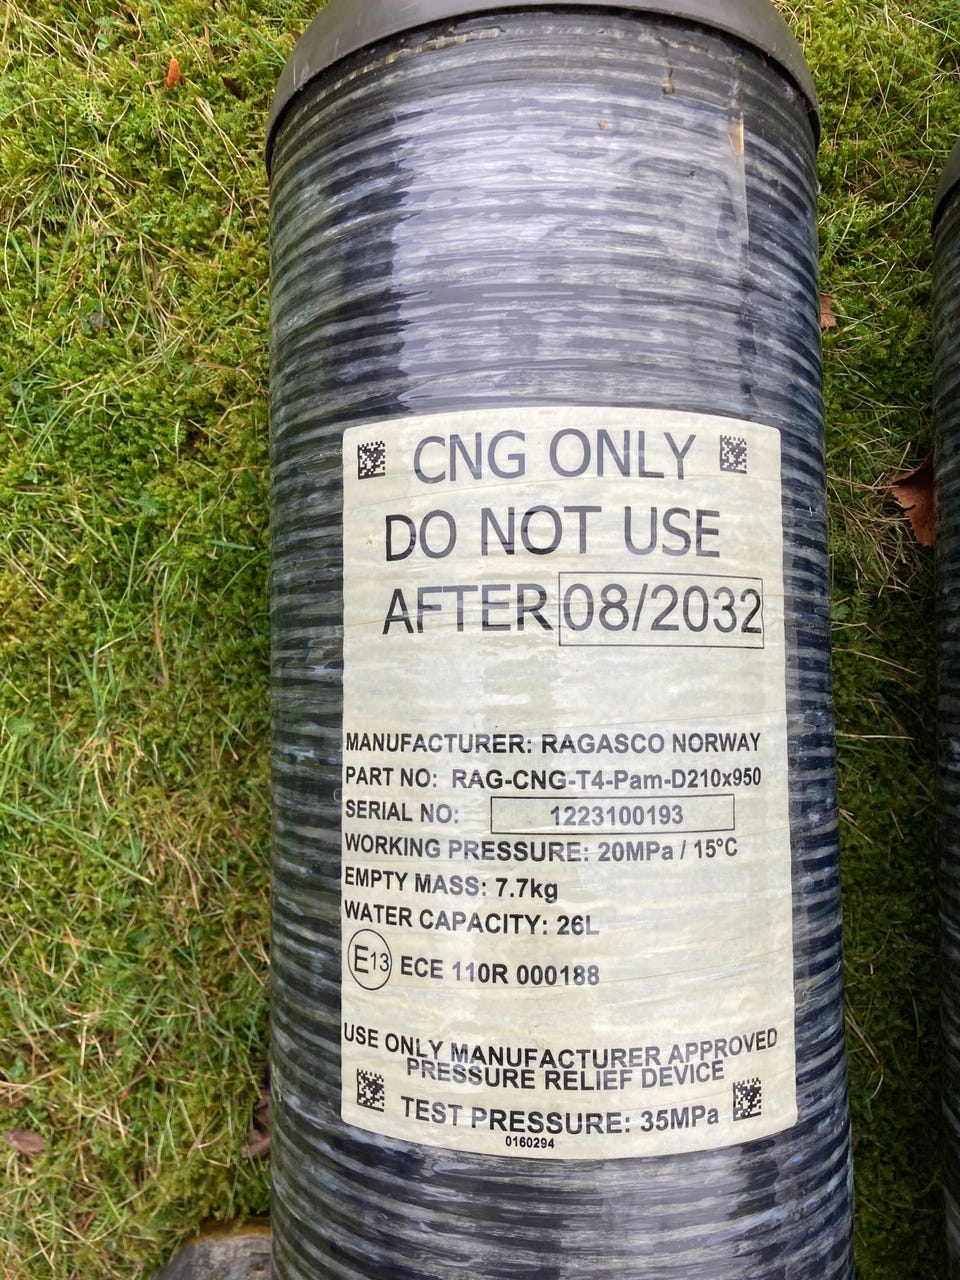 CNG ONLY
DO NOT USE
AFTER 08/2032
MANUFACTURER: RAGASCO NORWAY
PART NO: RAG-CNG-T4-Pam-D210x950
SERIAL NO: 1223100193
WORKING PRESSURE: 20MPa / 15°C
EMPTY MASS: 7.7kg
WATER CAPACITY: 26L
E13 ECE 110R 000188
USE ONLY MANUFACTURER APPROVED
PRESSURE RELIEF DEVICE
TEST PRESSURE: 35MPa
0160294